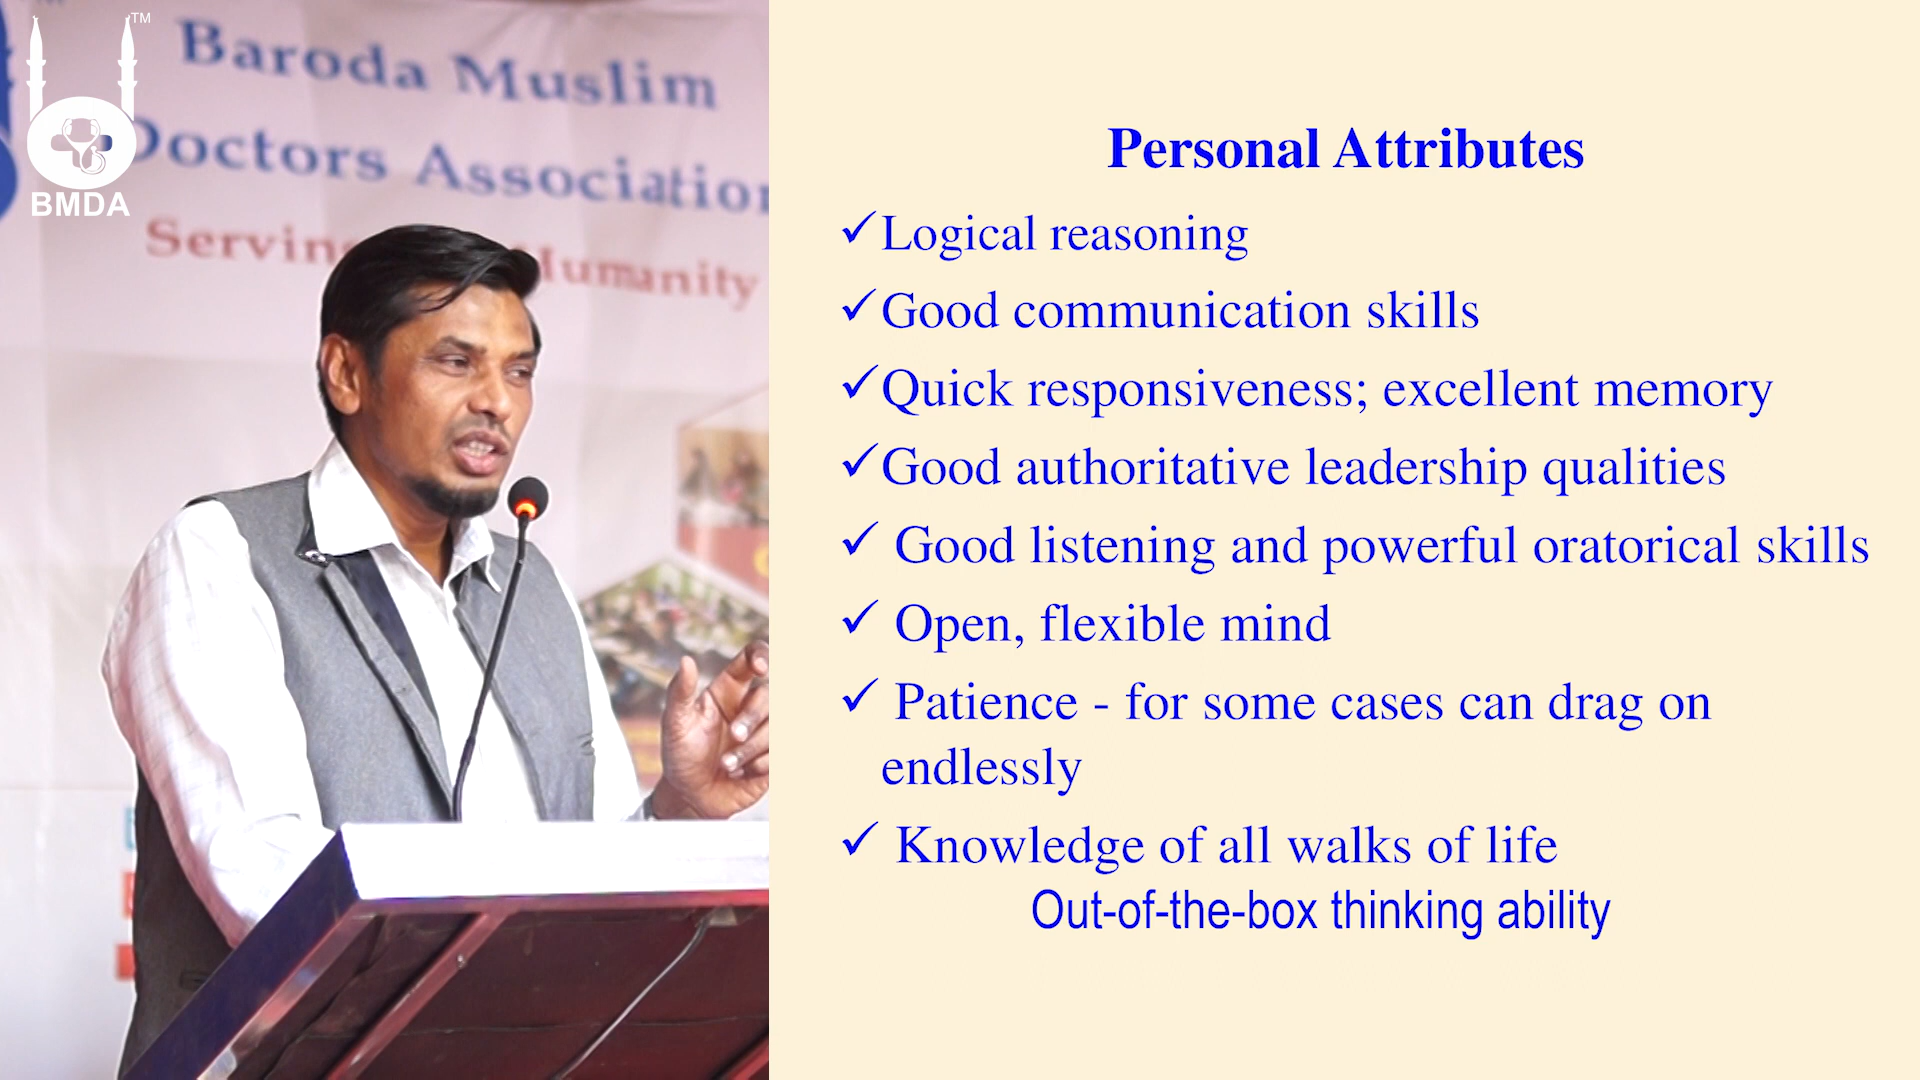 TM
BMDA
Baroda Muslim
Doctors Association
Humanity
Personal Attributes
✓Logical reasoning
✓Good communication skills
✓Quick responsiveness; excellent memory
✓Good authoritative leadership qualities
✓ Good listening and powerful oratorical skills
✓ Open, flexible mind
✓ Patience - for some cases can drag on
endlessly
✓ Knowledge of all walks of life
Out-of-the-box thinking ability